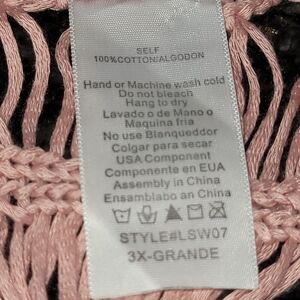 SELF
100%COTTON/ALGODON
Hand or Machine wash cold
Do not bleach
Hang to dry
Lavado o de Mano o
Maquina fria
No use Blanqueddor
Colgar para secar
USA Component
Componente en EUA
Assembly in China
Ensamblabo an China
STYLE#LSW07
3X-GRANDE